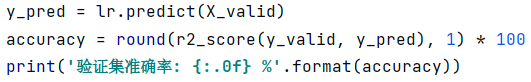 y_pred = lr.predict(X_valid)
accuracy = round(r2_score(y_valid, y_pred), 1) * 100
print('验证集准确率: {:.0f} %'.format(accuracy))